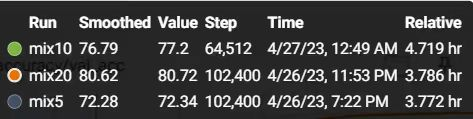 Run Smoothed Value Step Time Relative
mix10 76.79 77.2 64,512 4/27/23, 12:49 AM 4.719 hr
mix20 80.62 80.72 102,400 4/26/23, 11:53 PM 3.786 hr
mix5 72.28 72.34 102,400 4/26/23, 7:22 PM 3.772 hr